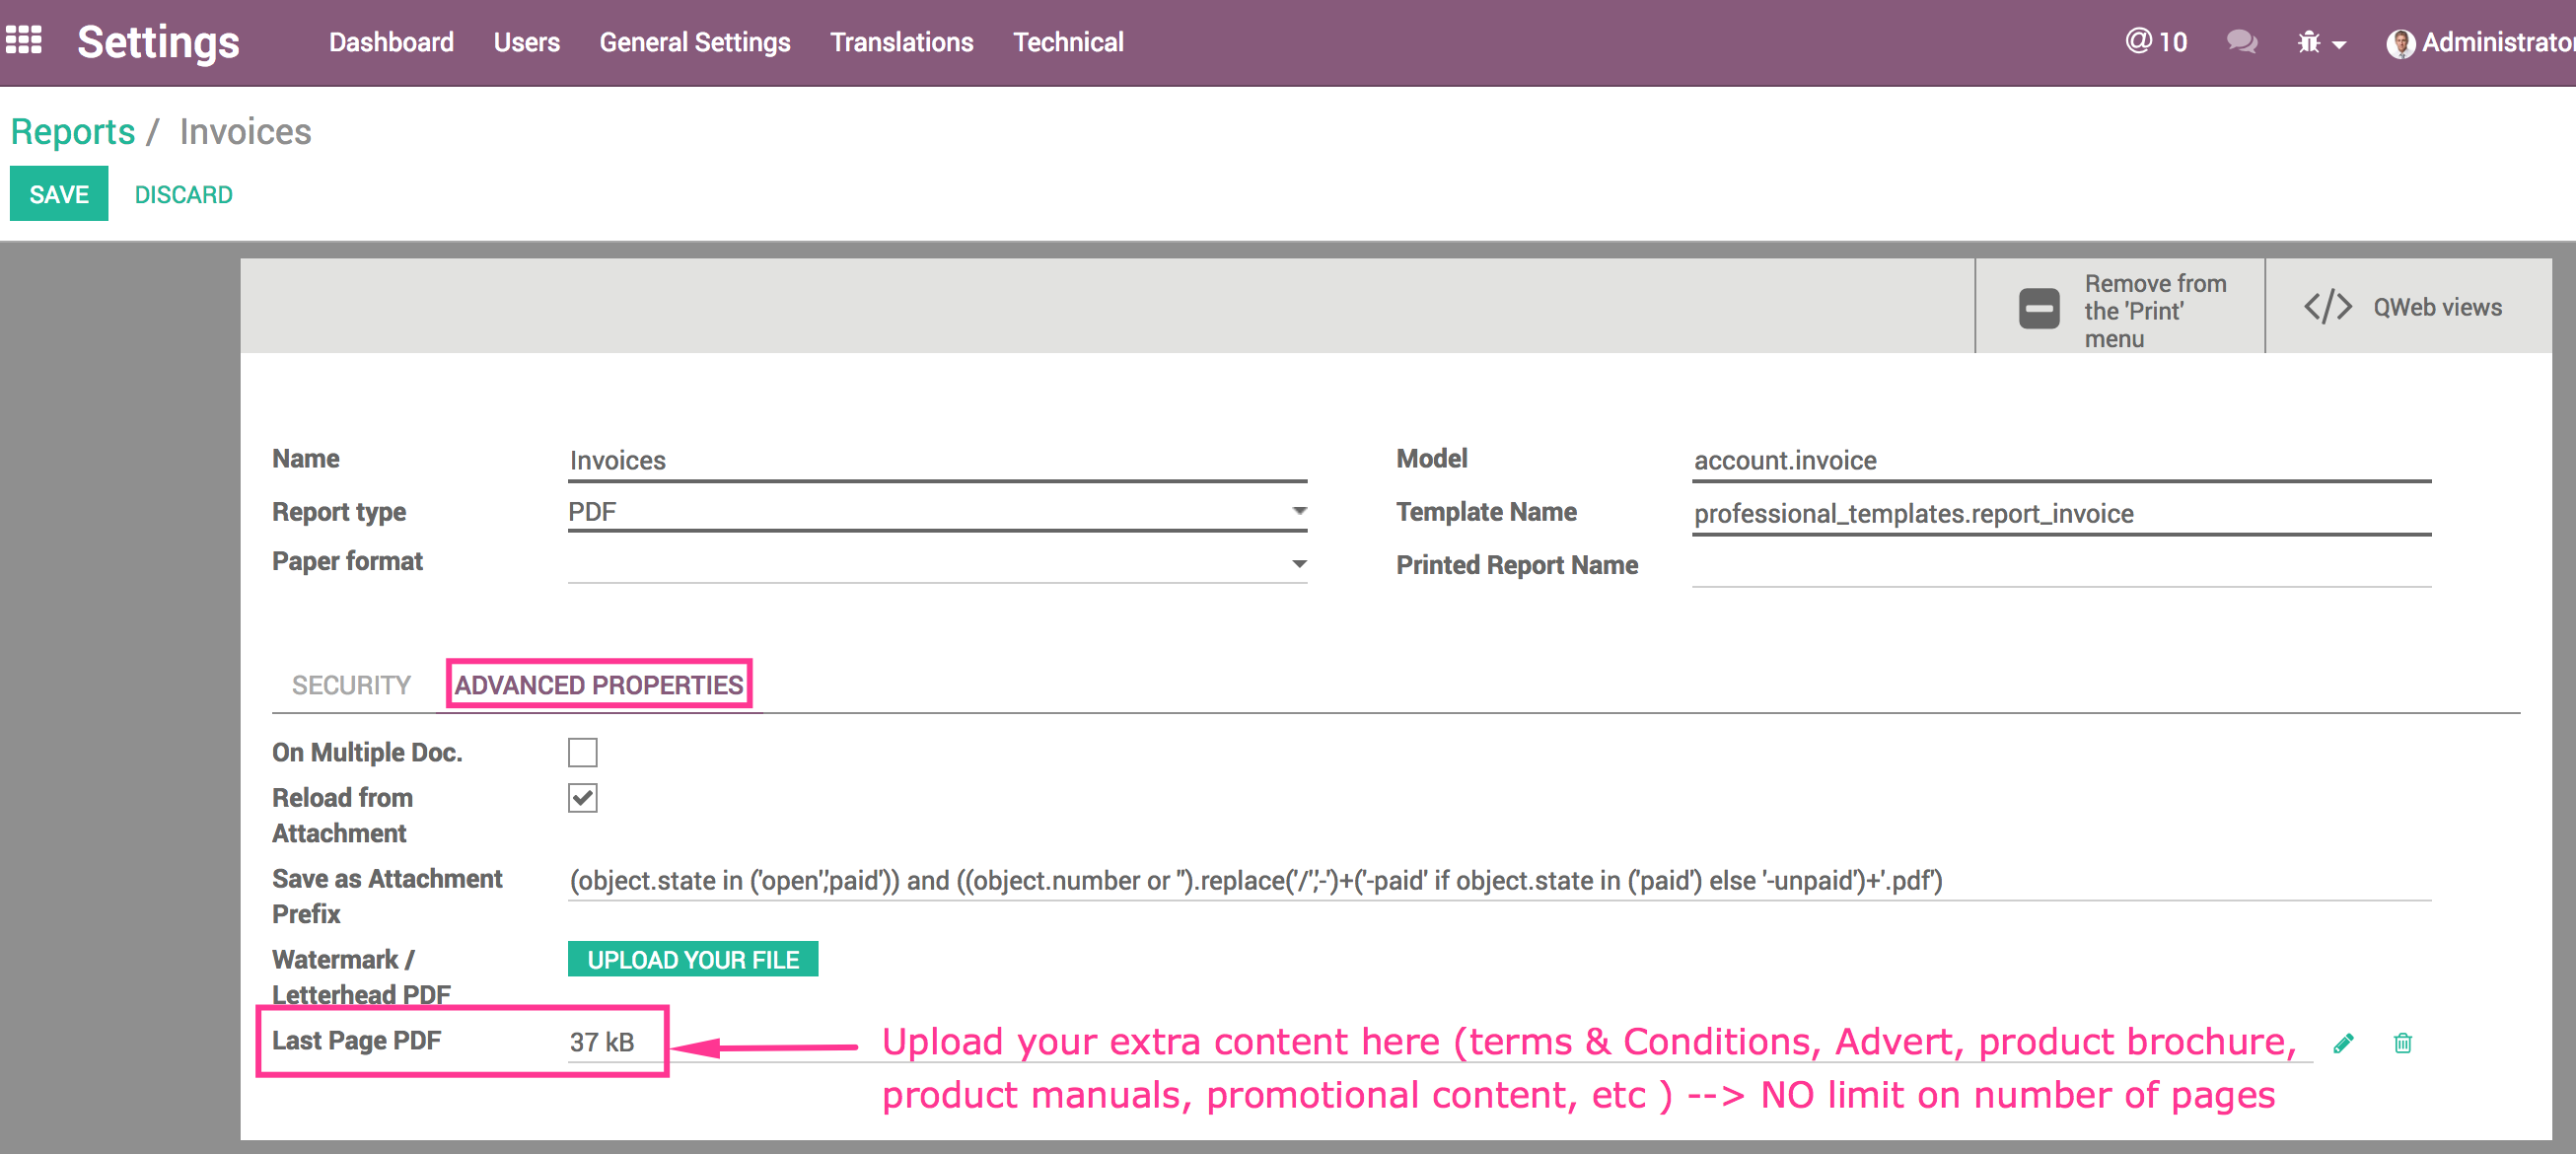 Settings Dashboard Users General Settings Translations Technical @ 10 Administrator
Reports / Invoices
SAVE DISCARD
Remove from
the 'Print'
menu
</> QWeb views
Name Invoices Model account.invoice
Report type PDF Template Name professional_templates.report_invoice
Paper format Printed Report Name
SECURITY ADVANCED PROPERTIES
On Multiple Doc.
Reload from
Attachment
Save as Attachment
Prefix
(object.state in ('open','paid')) and ((object.number or '').replace('/','-')+('-paid' if object.state in ('paid') else '-unpaid')+'.pdf')
Watermark /
Letterhead PDF
UPLOAD YOUR FILE
Last Page PDF 37 kB
Upload your extra content here (terms & Conditions, Advert, product brochure,
product manuals, promotional content, etc ) --> NO limit on number of pages